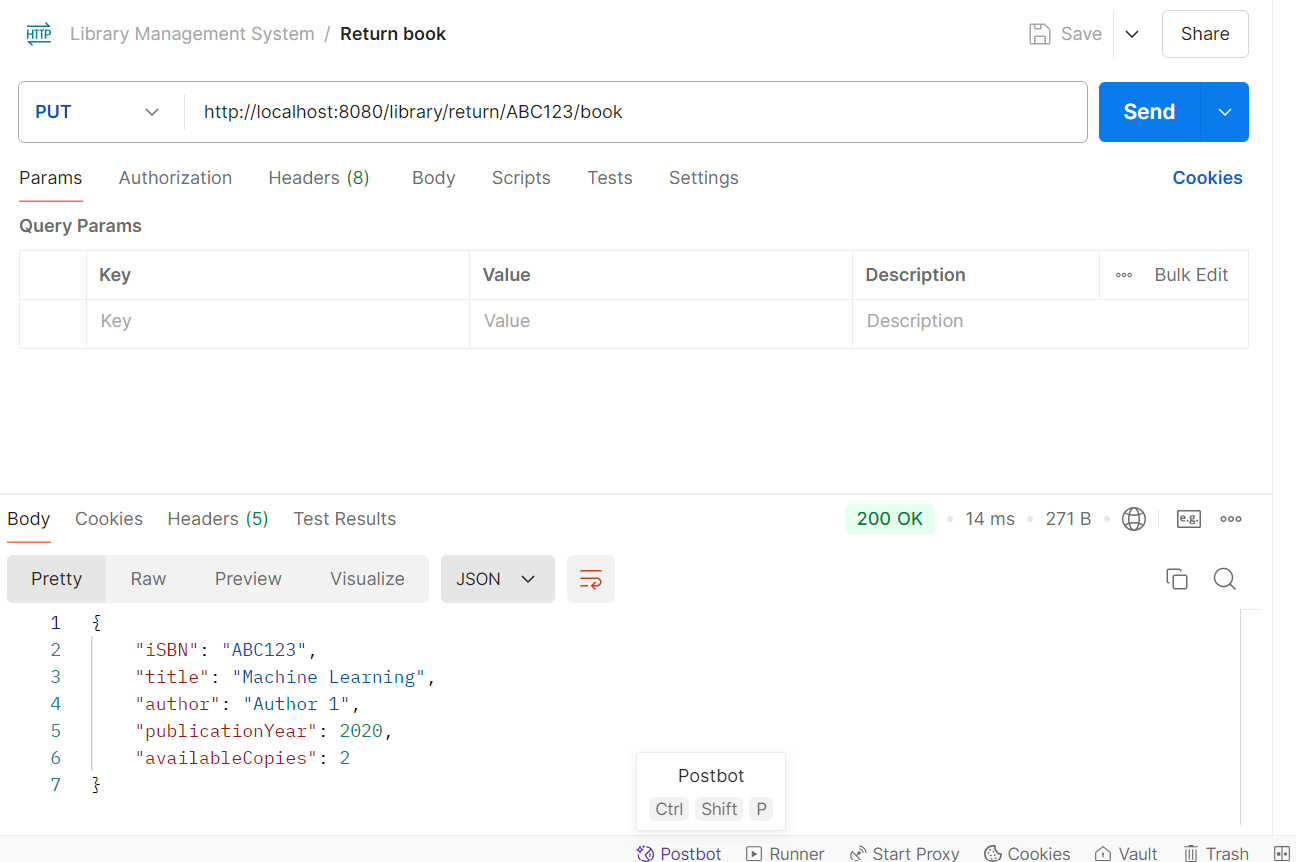 HTTP Library Management System / Return book Save Share
PUT http://localhost:8080/library/return/ABC123/book Send
Params Authorization Headers (8) Body Scripts Tests Settings Cookies
Query Params
Key Value Description Bulk Edit
Key Value Description
Body Cookies Headers (5) Test Results 200 OK 14 ms 271 B e.g.
Pretty Raw Preview Visualize JSON
1 {
2 "iSBN": "ABC123",
3 "title": "Machine Learning",
4 "author": "Author 1",
5 "publicationYear": 2020,
6 "availableCopies": 2
7 }
Postbot
Ctrl Shift P
Postbot Runner Start Proxy Cookies Vault Trash